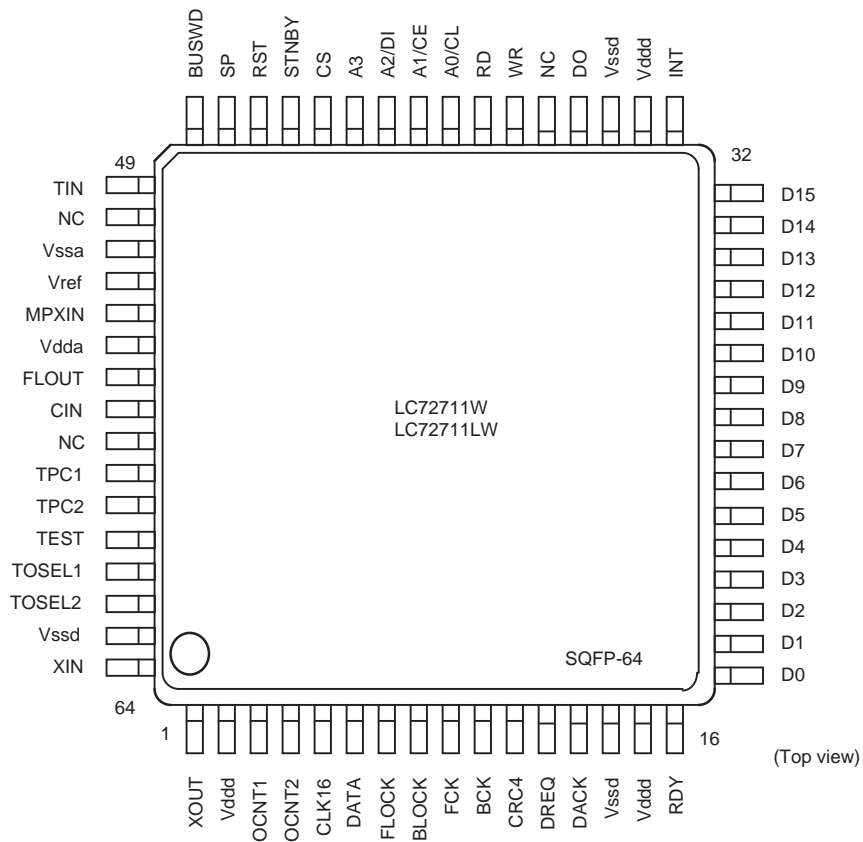 BUSWD
SP
RST
STNBY
CS
A3
A2/DI
A1/CE
A0/CL
RD
WR
NC
DO
Vssd
Vddd
INT
49
32
TIN
NC
Vssa
Vref
MPXIN
Vdda
FLOUT
CIN
NC
TPC1
TPC2
TEST
TOSEL1
TOSEL2
Vssd
XIN
LC72711W
LC72711LW
SQFP-64
D15
D14
D13
D12
D11
D10
D9
D8
D7
D6
D5
D4
D3
D2
D1
D0
64
1
16
(Top view)
XOUT
Vddd
OCNT1
OCNT2
CLK16
DATA
FLOCK
BLOCK
FCK
BCK
CRC4
DREQ
DACK
Vssd
Vddd
RDY